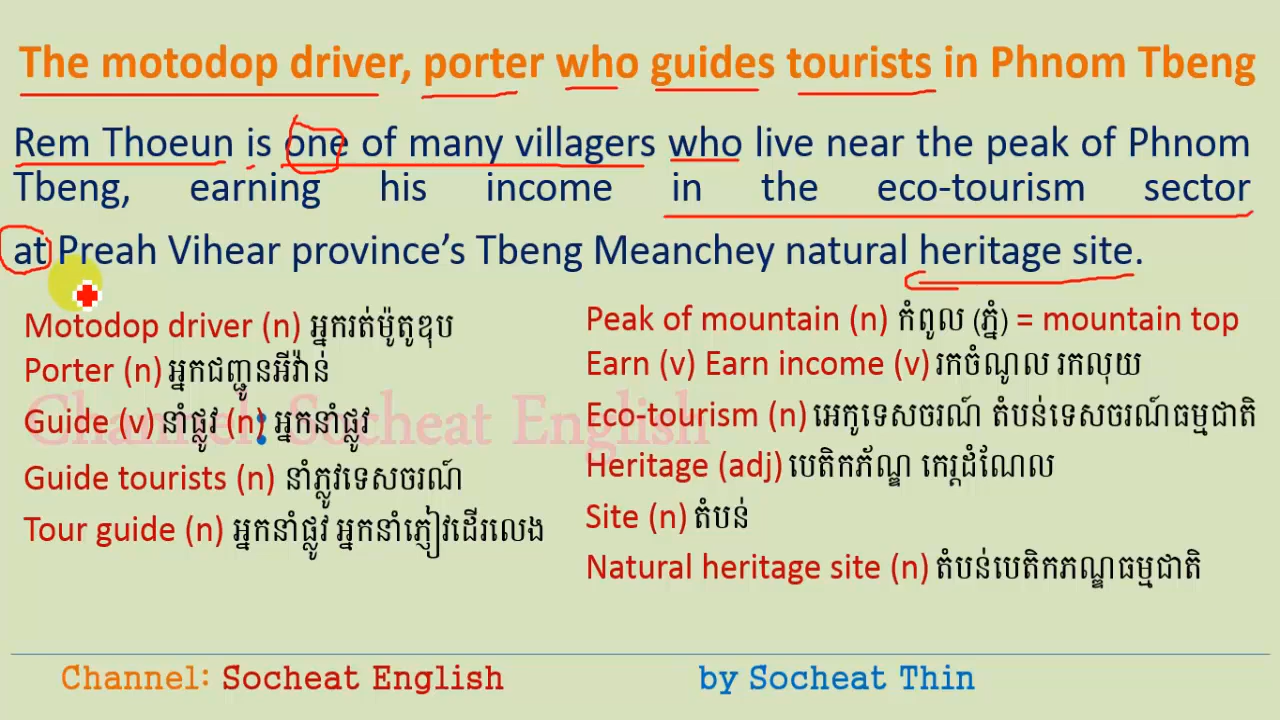 The motodop driver, porter who guides tourists in Phnom Tbeng
Rem Thoeun is one of many villagers who live near the peak of Phnom
Tbeng, earning his income in the eco-tourism sector
at Preah Vihear province’s Tbeng Meanchey natural heritage site.
Motodop driver (n) អ្នករត់ម៉ូតូឌុប
Porter (n) អ្នកជញ្ជូនអីវ៉ាន់
Guide (v) នាំផ្លូវ (n): អ្នកនាំផ្លូវ
Guide tourists (n) នាំភ្លូវទេសចរណ៍
Tour guide (n) អ្នកនាំផ្លូវ អ្នកនាំភ្ញៀវដើរលេង
Peak of mountain (n) កំពូល (ភ្នំ) = mountain top
Earn (v) Earn income (v) រកចំណូល រកលុយ
Eco-tourism (n) អេកូទេសចរណ៍ តំបន់ទេសចរណ៍ធម្មជាតិ
Heritage (adj) បេតិកភ័ណ្ឌ កេរ្តដំណែល
Site (n) តំបន់
Natural heritage site (n) តំបន់បេតិកភណ្ឌធម្មជាតិ
Channel: Socheat English
Channel: Socheat English by Socheat Thin